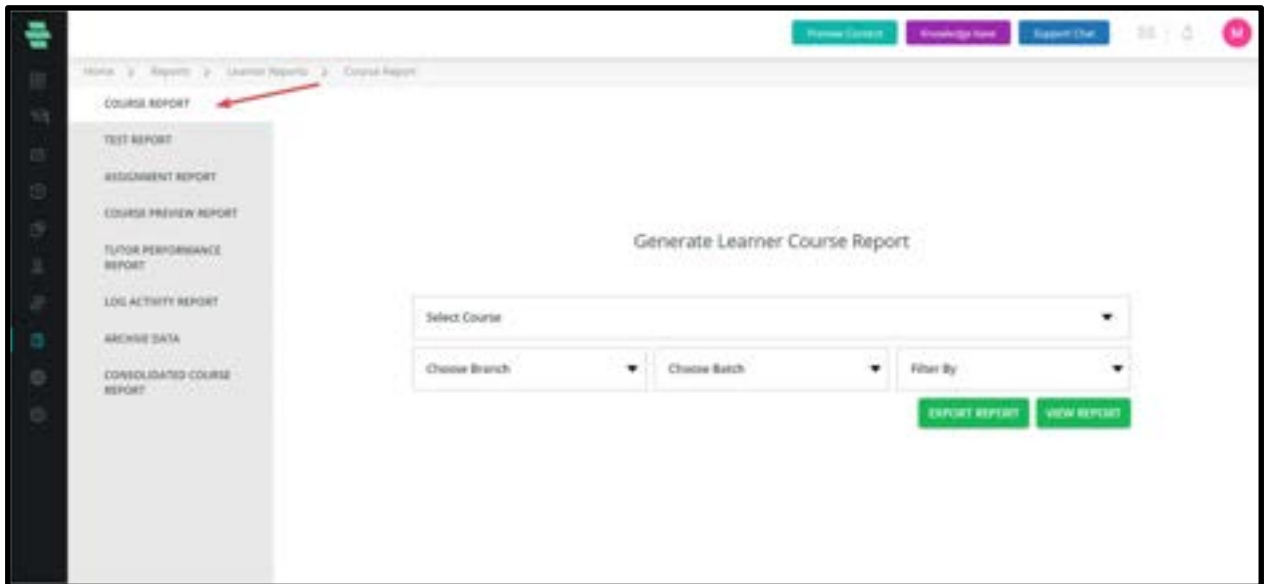 Preview Content Knowledge Base Support Chat
M
Home > Reports > Learner Reports > Course Report
COURSE REPORT
TEST REPORT
ASSIGNMENT REPORT
COURSE PREVIEW REPORT
TUTOR PERFORMANCE
REPORT
LOG ACTIVITY REPORT
ARCHIVE DATA
CONSOLIDATED COURSE
REPORT
Generate Learner Course Report
Select Course
Choose Branch Choose Batch Filter By
EXPORT REPORT VIEW REPORT